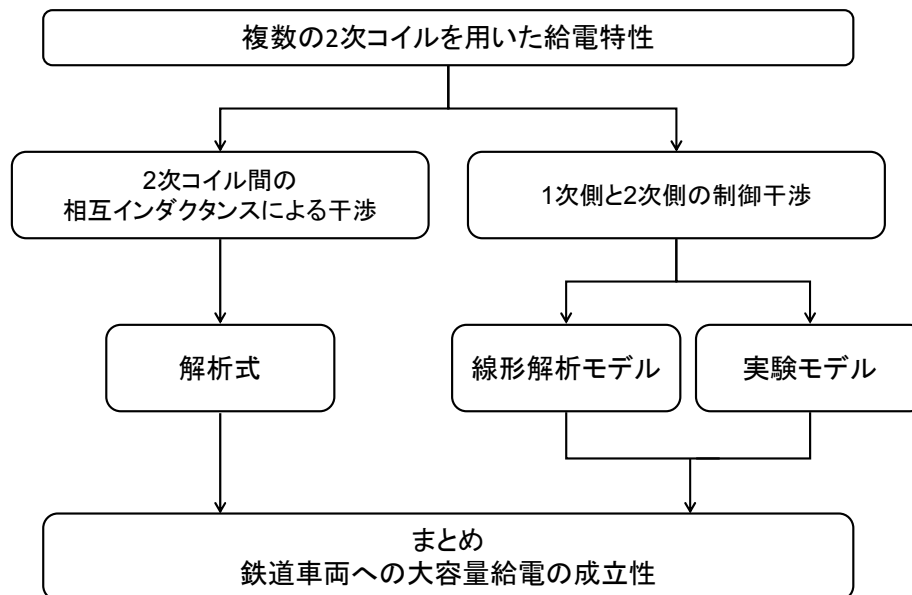 複数の2次コイルを用いた給電特性
2次コイル間の
相互インダクタンスによる干渉
1次側と2次側の制御干渉
解析式
線形解析モデル
実験モデル
まとめ
鉄道車両への大容量給電の成立性